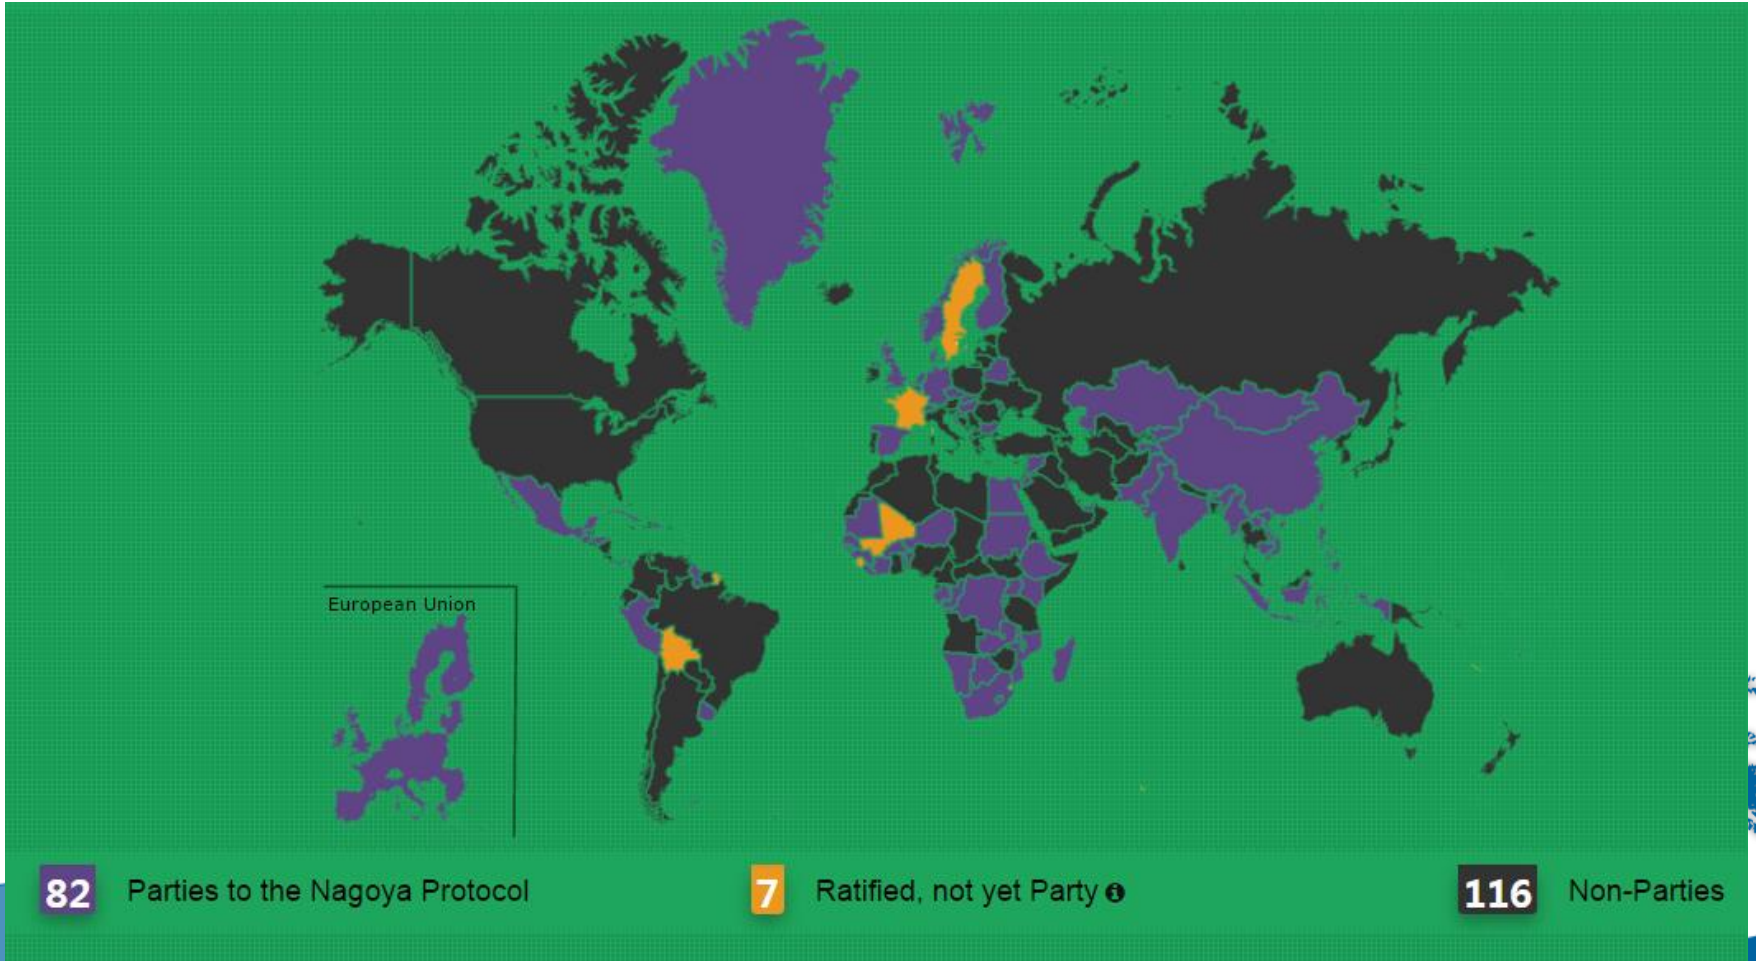 European Union
82 Parties to the Nagoya Protocol
7 Ratified, not yet Party
116 Non-Parties